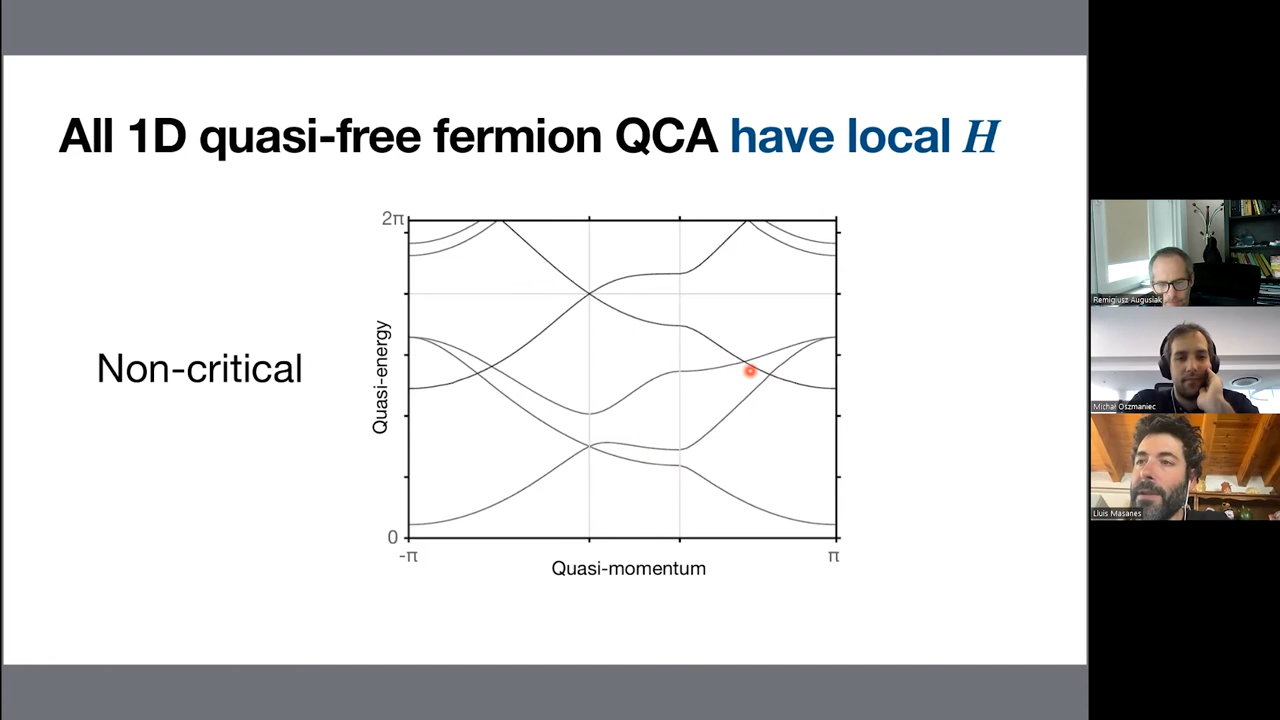 All 1D quasi-free fermion QCA have local H
Non-critical
2π
Quasi-energy
0
-π
π
Quasi-momentum
Remigiusz Augusiak
Michał Oszmaniec
Lluis Masanes